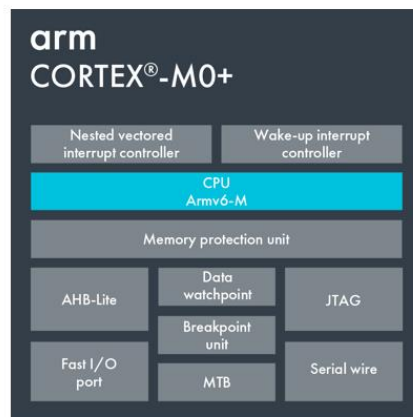 arm
CORTEX®-M0+
Nested vectored
interrupt controller
Wake-up interrupt
controller
CPU
Armv6-M
Memory protection unit
AHB-Lite
Data
watchpoint
JTAG
Breakpoint
unit
Fast I/O
port
MTB
Serial wire